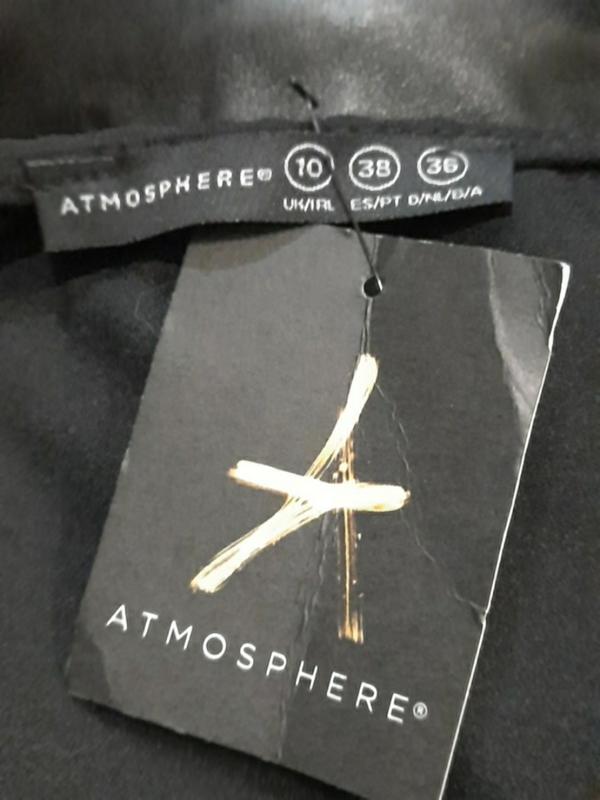 ATMOSPHERE® 10 38 36
UK/IRL ES/PT D/NL/B/A
ATMOSPHERE®